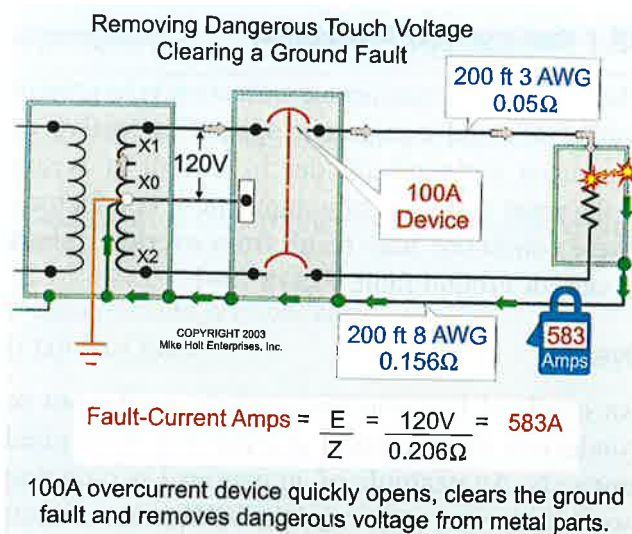 Removing Dangerous Touch Voltage
Clearing a Ground Fault
200 ft 3 AWG
0.05Ω
X1
120V
X0
X2
100A
Device
COPYRIGHT 2003
Mike Holt Enterprises, Inc.
200 ft 8 AWG
0.156Ω
583
Amps
Fault-Current Amps = E/Z = 120V/0.206Ω = 583A
100A overcurrent device quickly opens, clears the ground
fault and removes dangerous voltage from metal parts.